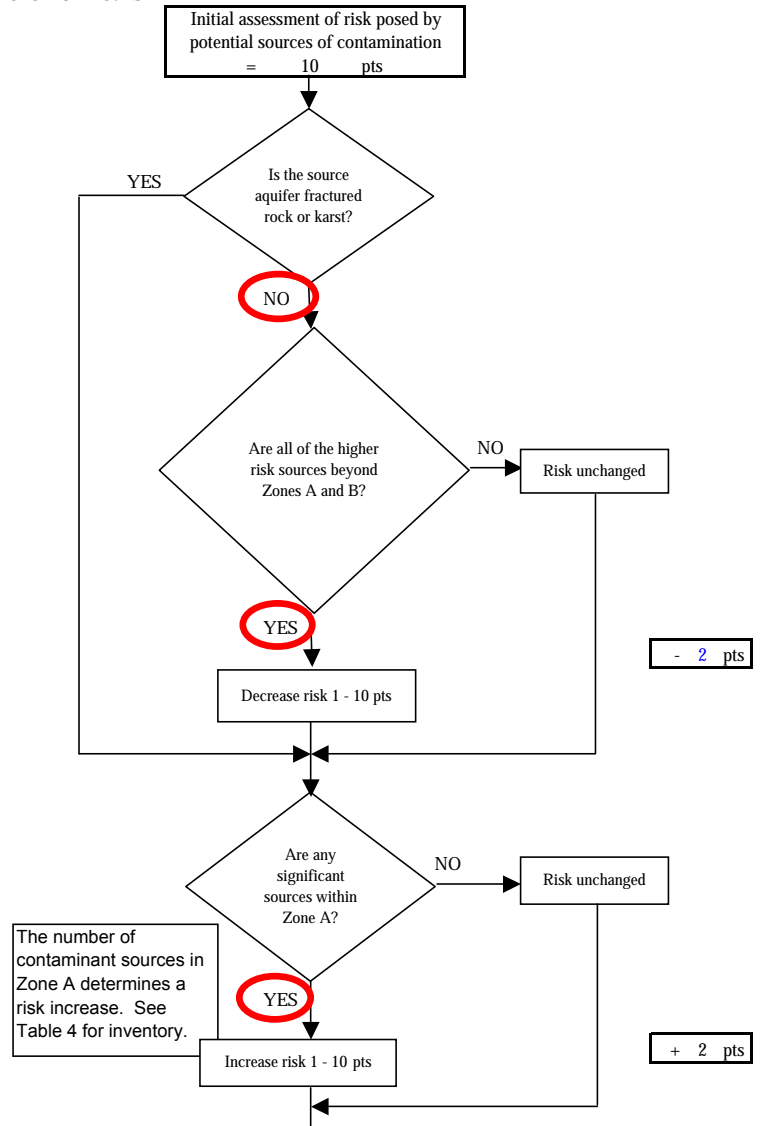 Initial assessment of risk posed by
potential sources of contamination
= 10 pts
YES
Is the source
aquifer fractured
rock or karst?
NO
Are all of the higher
risk sources beyond
Zones A and B?
NO
Risk unchanged
YES
- 2 pts
Decrease risk 1 - 10 pts
Are any
significant
sources within
Zone A?
NO
Risk unchanged
The number of
contaminant sources in
Zone A determines a
risk increase. See
Table 4 for inventory.
YES
Increase risk 1 - 10 pts
+ 2 pts